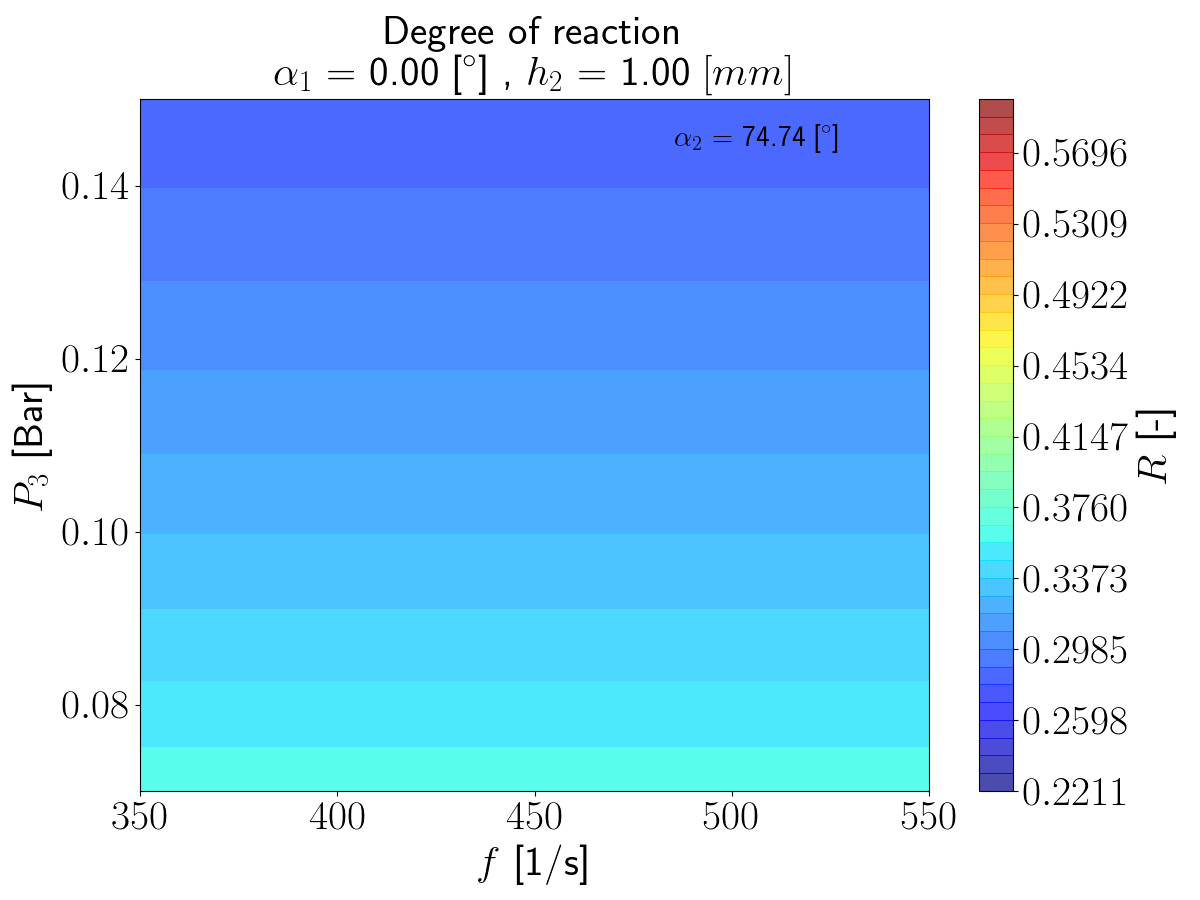 Degree of reaction
α₁ = 0.00 [°] , h₂ = 1.00 [mm]
α₂ = 74.74 [°]
0.14
0.12
0.10
0.08
P₃ [Bar]
350 400 450 500 550
f [1/s]
0.5696
0.5309
0.4922
0.4534
0.4147
0.3760
0.3373
0.2985
0.2598
0.2211
R [-]